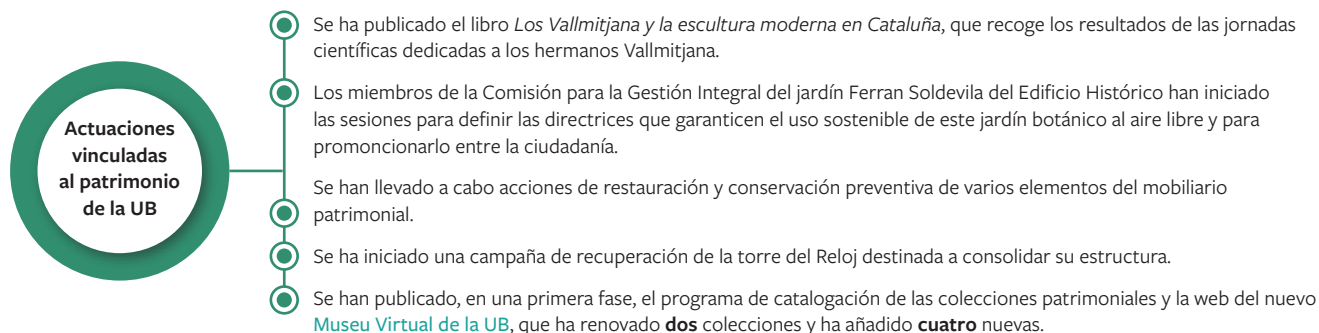 Actuaciones
vinculadas
al patrimonio
de la UB
Se ha publicado el libro Los Vallmitjana y la escultura moderna en Cataluña, que recoge los resultados de las jornadas
científicas dedicadas a los hermanos Vallmitjana.
Los miembros de la Comisión para la Gestión Integral del jardín Ferran Soldevila del Edificio Histórico han iniciado
las sesiones para definir las directrices que garanticen el uso sostenible de este jardín botánico al aire libre y para
promoncionarlo entre la ciudadanía.
Se han llevado a cabo acciones de restauración y conservación preventiva de varios elementos del mobiliario
patrimonial.
Se ha iniciado una campaña de recuperación de la torre del Reloj destinada a consolidar su estructura.
Se han publicado, en una primera fase, el programa de catalogación de las colecciones patrimoniales y la web del nuevo
Museu Virtual de la UB, que ha renovado dos colecciones y ha añadido cuatro nuevas.